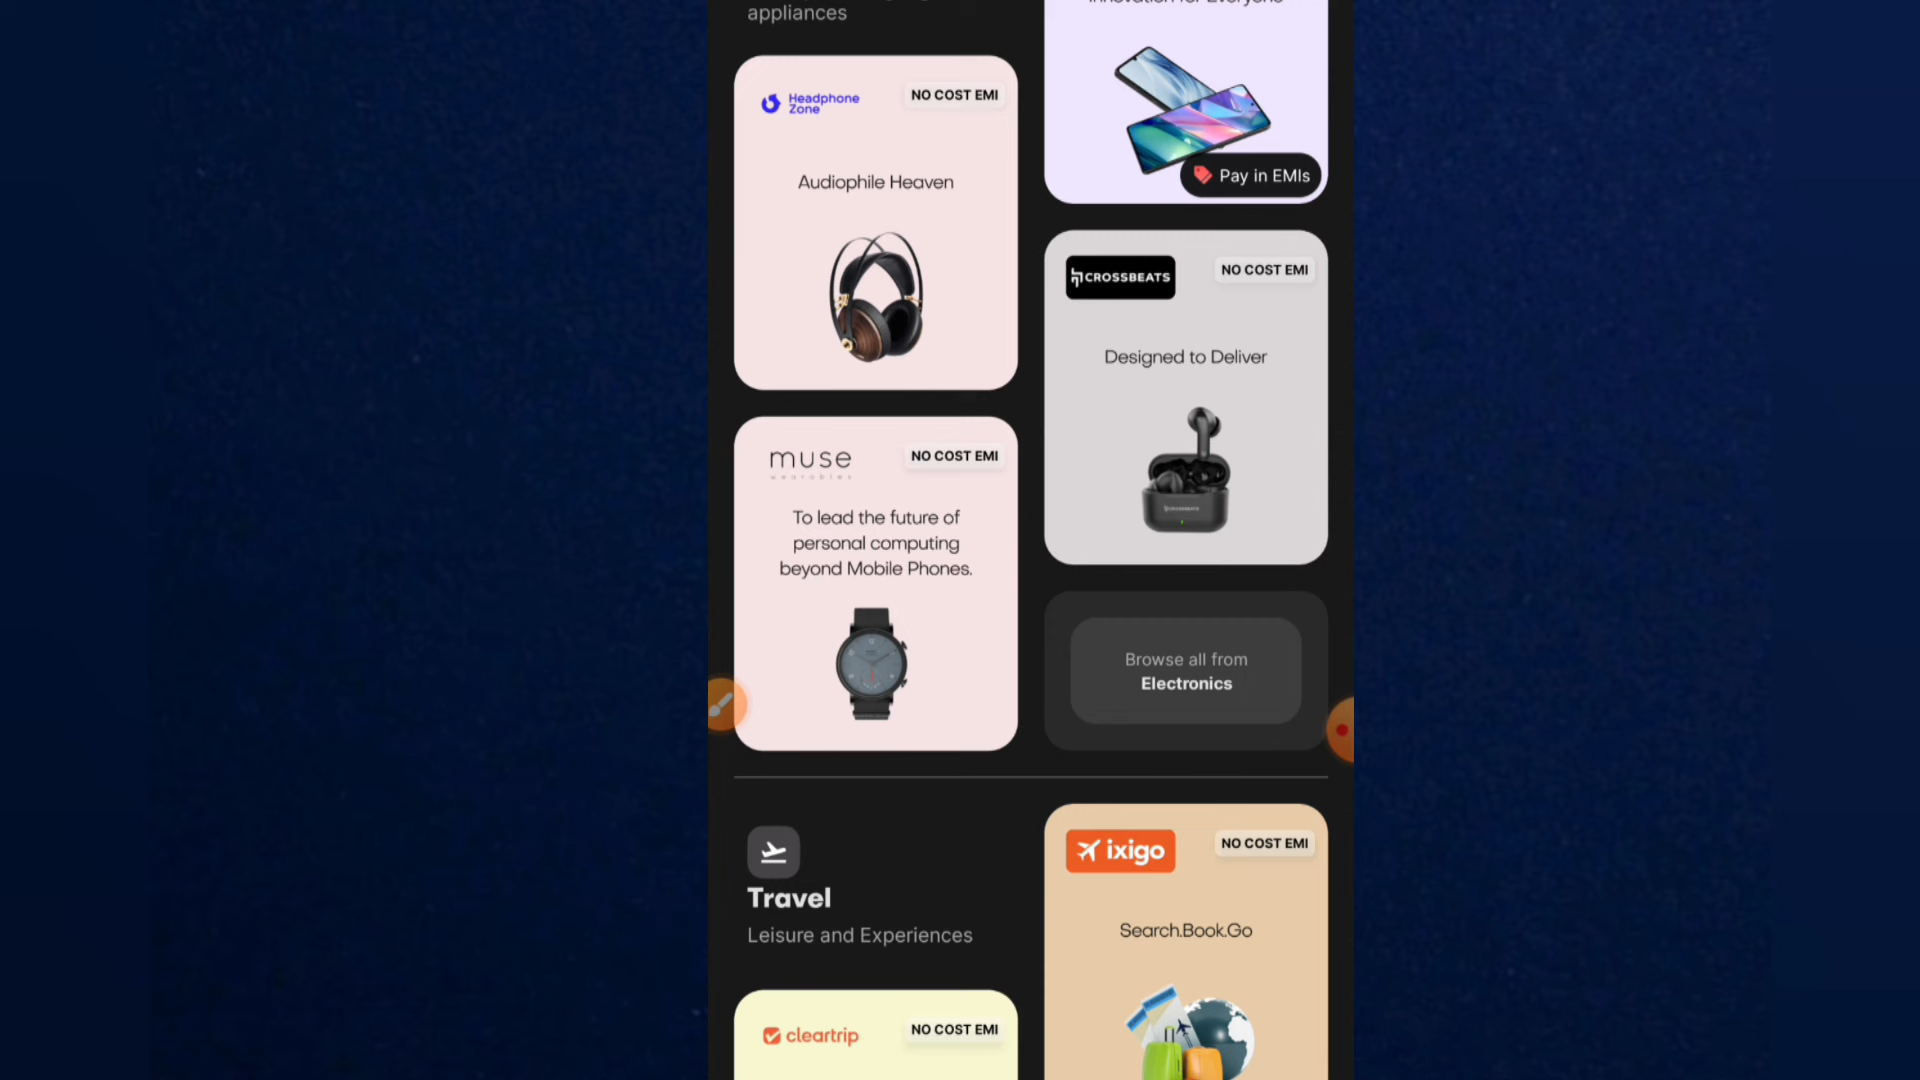 appliances
Headphone
Zone
NO COST EMI
Audiophile Heaven
Pay in EMIs
CROSSBEATS
NO COST EMI
Designed to Deliver
CROSSBEATS
muse
wearables
NO COST EMI
To lead the future of
personal computing
beyond Mobile Phones.
Browse all from
Electronics
Travel
Leisure and Experiences
ixigo
NO COST EMI
Search.Book.Go
cleartrip
NO COST EMI